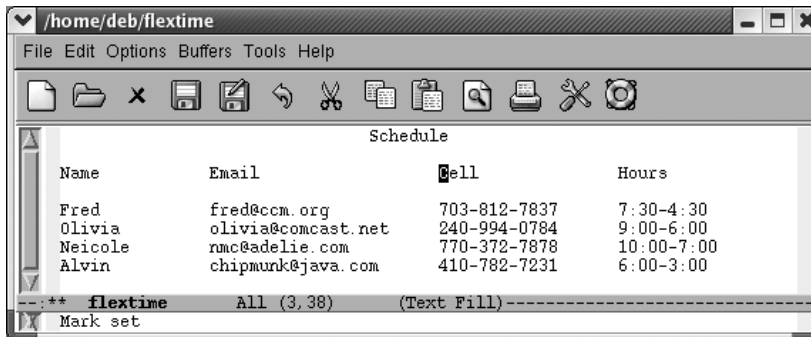 /home/deb/flextime
File Edit Options Buffers Tools Help
Schedule
Name Email Cell Hours
Fred fred@ccm.org 703-812-7837 7:30-4:30
Olivia olivia@comcast.net 240-994-0784 9:00-6:00
Neicole nmc@adelie.com 770-372-7878 10:00-7:00
Alvin chipmunk@java.com 410-782-7231 6:00-3:00
--:** flextime All (3,38) (Text Fill)-------------------------------
Mark set